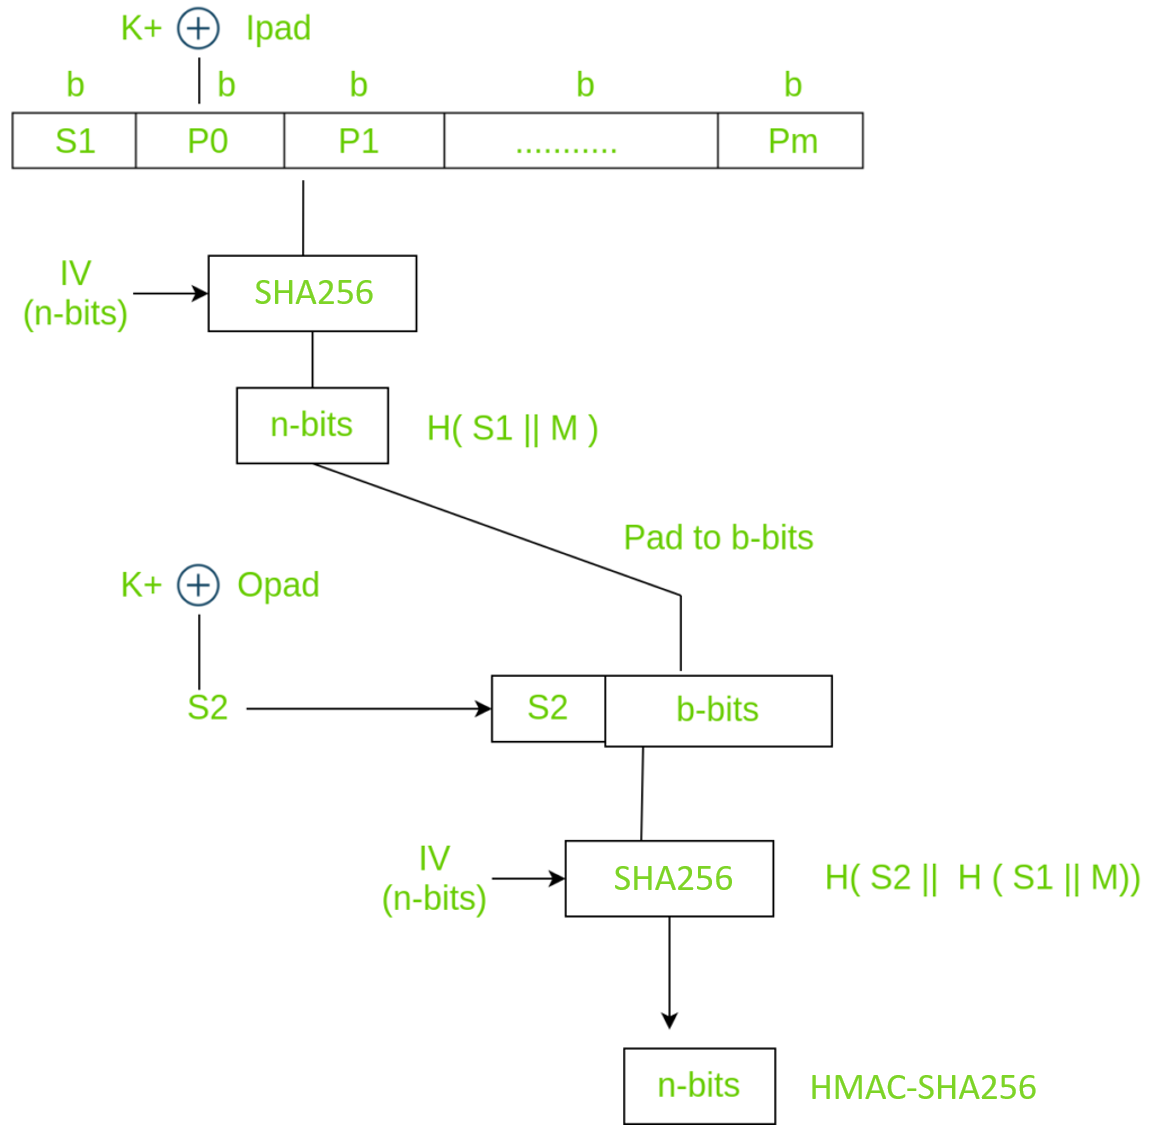 K+ ⊕ Ipad
b b b b b
S1 P0 P1 ........... Pm
IV
(n-bits)
SHA256
n-bits
H( S1 || M )
Pad to b-bits
K+ ⊕ Opad
S2
S2 b-bits
IV
(n-bits)
SHA256
H( S2 || H ( S1 || M))
n-bits
HMAC-SHA256